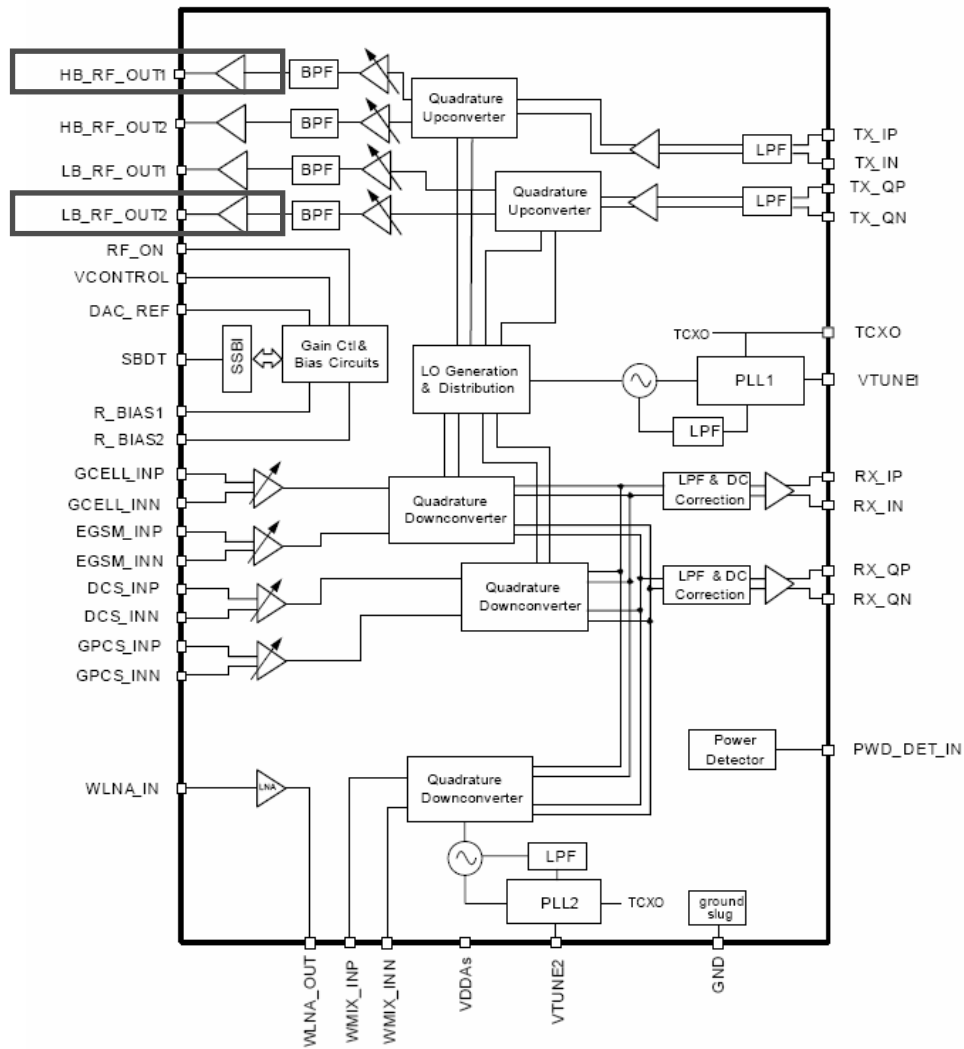 HB_RF_OUT1
BPF
Quadrature
Upconverter
HB_RF_OUT2
BPF
TX_IP
LPF
TX_IN
LB_RF_OUT1
BPF
Quadrature
Upconverter
TX_QP
LPF
TX_QN
LB_RF_OUT2
BPF
RF_ON
VCONTROL
DAC_REF
SBDT
SSBI
Gain Ctl &
Bias Circuits
LO Generation
& Distribution
TCXO
TCXO
PLL1
VTUNE1
LPF
R_BIAS1
R_BIAS2
GCELL_INP
GCELL_INN
EGSM_INP
EGSM_INN
Quadrature
Downconverter
LPF & DC
Correction
RX_IP
RX_IN
DCS_INP
DCS_INN
GPCS_INP
GPCS_INN
Quadrature
Downconverter
LPF & DC
Correction
RX_QP
RX_QN
Power
Detector
PWD_DET_IN
WLNA_IN
LNA
Quadrature
Downconverter
LPF
PLL2
TCXO
ground
slug
WLNA_OUT
WMIX_INP
WMIX_INN
VDDAs
VTUNE2
GND